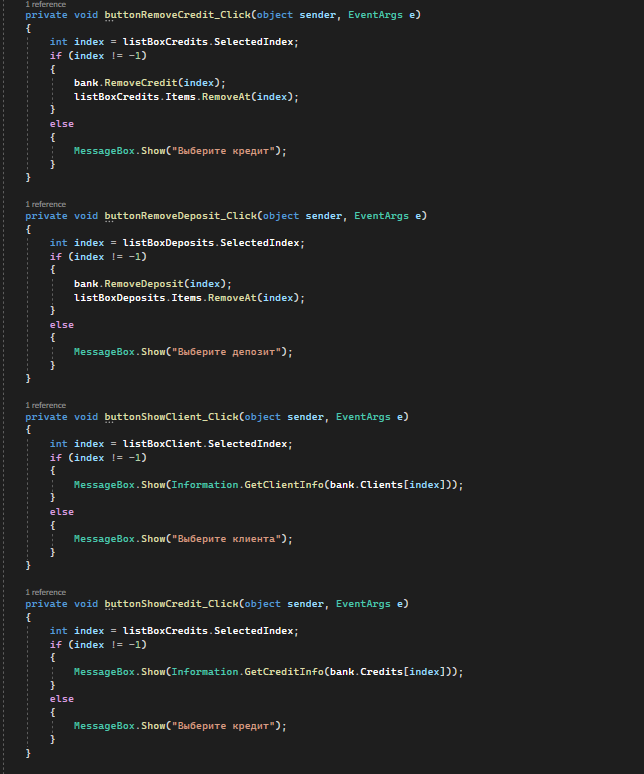 1 reference
private void buttonRemoveCredit_Click(object sender, EventArgs e)
{
int index = listBoxCredits.SelectedIndex;
if (index != -1)
{
bank.RemoveCredit(index);
listBoxCredits.Items.RemoveAt(index);
}
else
{
MessageBox.Show("Выберите кредит");
}
}
1 reference
private void buttonRemoveDeposit_Click(object sender, EventArgs e)
{
int index = listBoxDeposits.SelectedIndex;
if (index != -1)
{
bank.RemoveDeposit(index);
listBoxDeposits.Items.RemoveAt(index);
}
else
{
MessageBox.Show("Выберите депозит");
}
}
1 reference
private void buttonShowClient_Click(object sender, EventArgs e)
{
int index = listBoxClient.SelectedIndex;
if (index != -1)
{
MessageBox.Show(Information.GetClientInfo(bank.Clients[index]));
}
else
{
MessageBox.Show("Выберите клиента");
}
}
1 reference
private void buttonShowCredit_Click(object sender, EventArgs e)
{
int index = listBoxCredits.SelectedIndex;
if (index != -1)
{
MessageBox.Show(Information.GetCreditInfo(bank.Credits[index]));
}
else
{
MessageBox.Show("Выберите кредит");
}
}